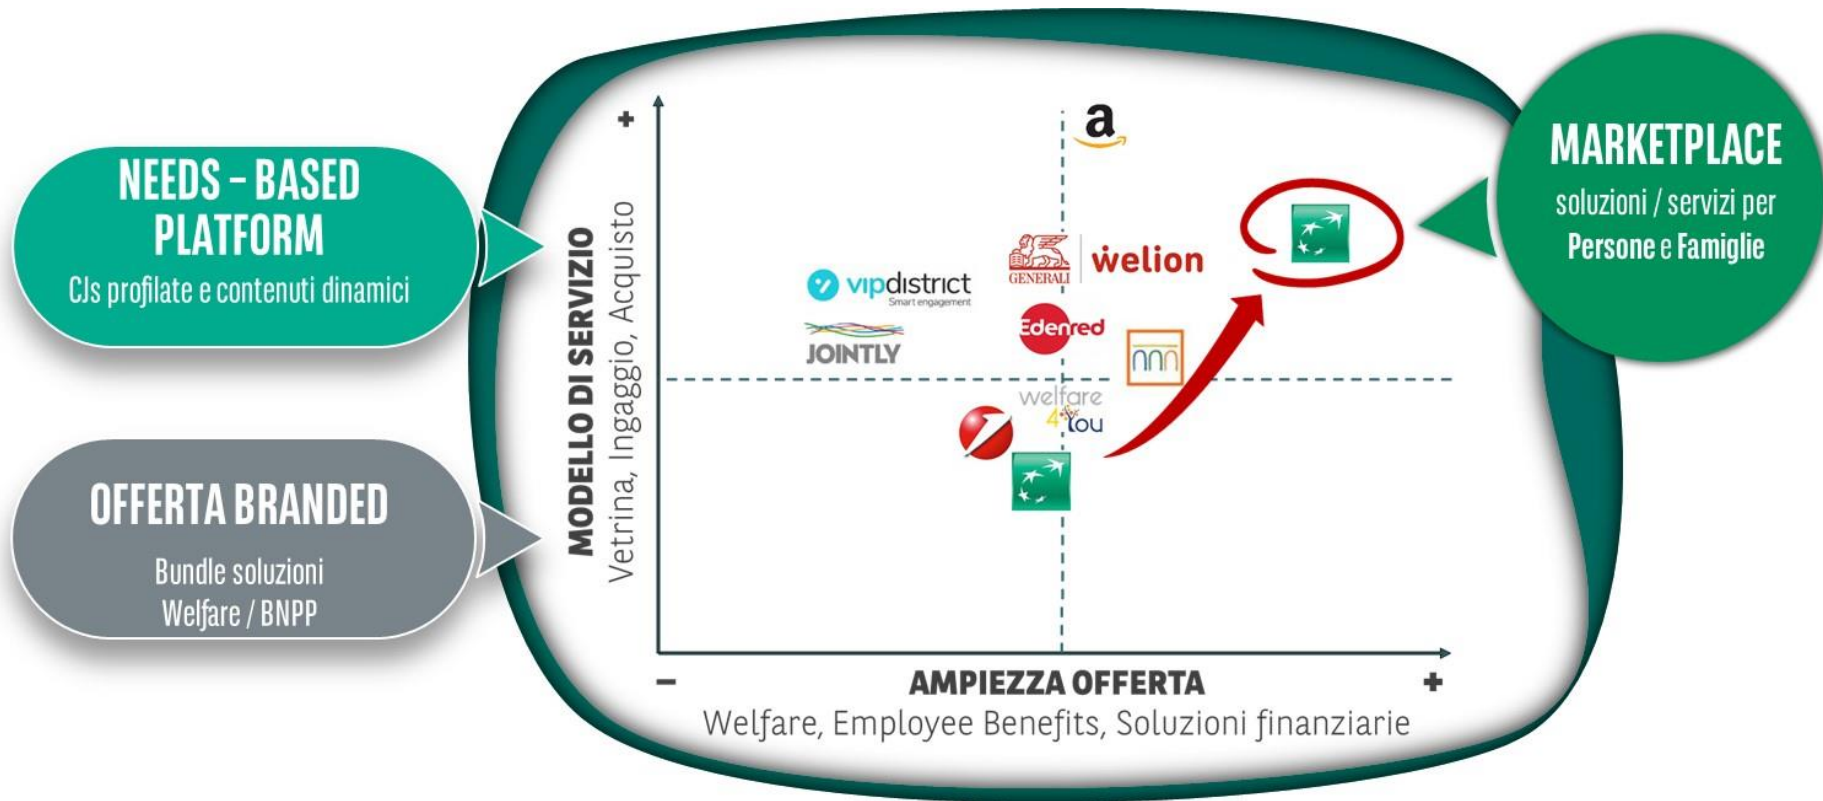 NEEDS – BASED
PLATFORM
CJs profilate e contenuti dinamici
OFFERTA BRANDED
Bundle soluzioni
Welfare / BNPP
MARKETPLACE
soluzioni / servizi per
Persone e Famiglie
+
MODELLO DI SERVIZIO
Vetrina, Ingaggio, Acquisto
a
GENERALI
welion
vipdistrict
Smart engagement
JOINTLY
Edenred
welfare
4You
–
AMPIEZZA OFFERTA
+
Welfare, Employee Benefits, Soluzioni finanziarie